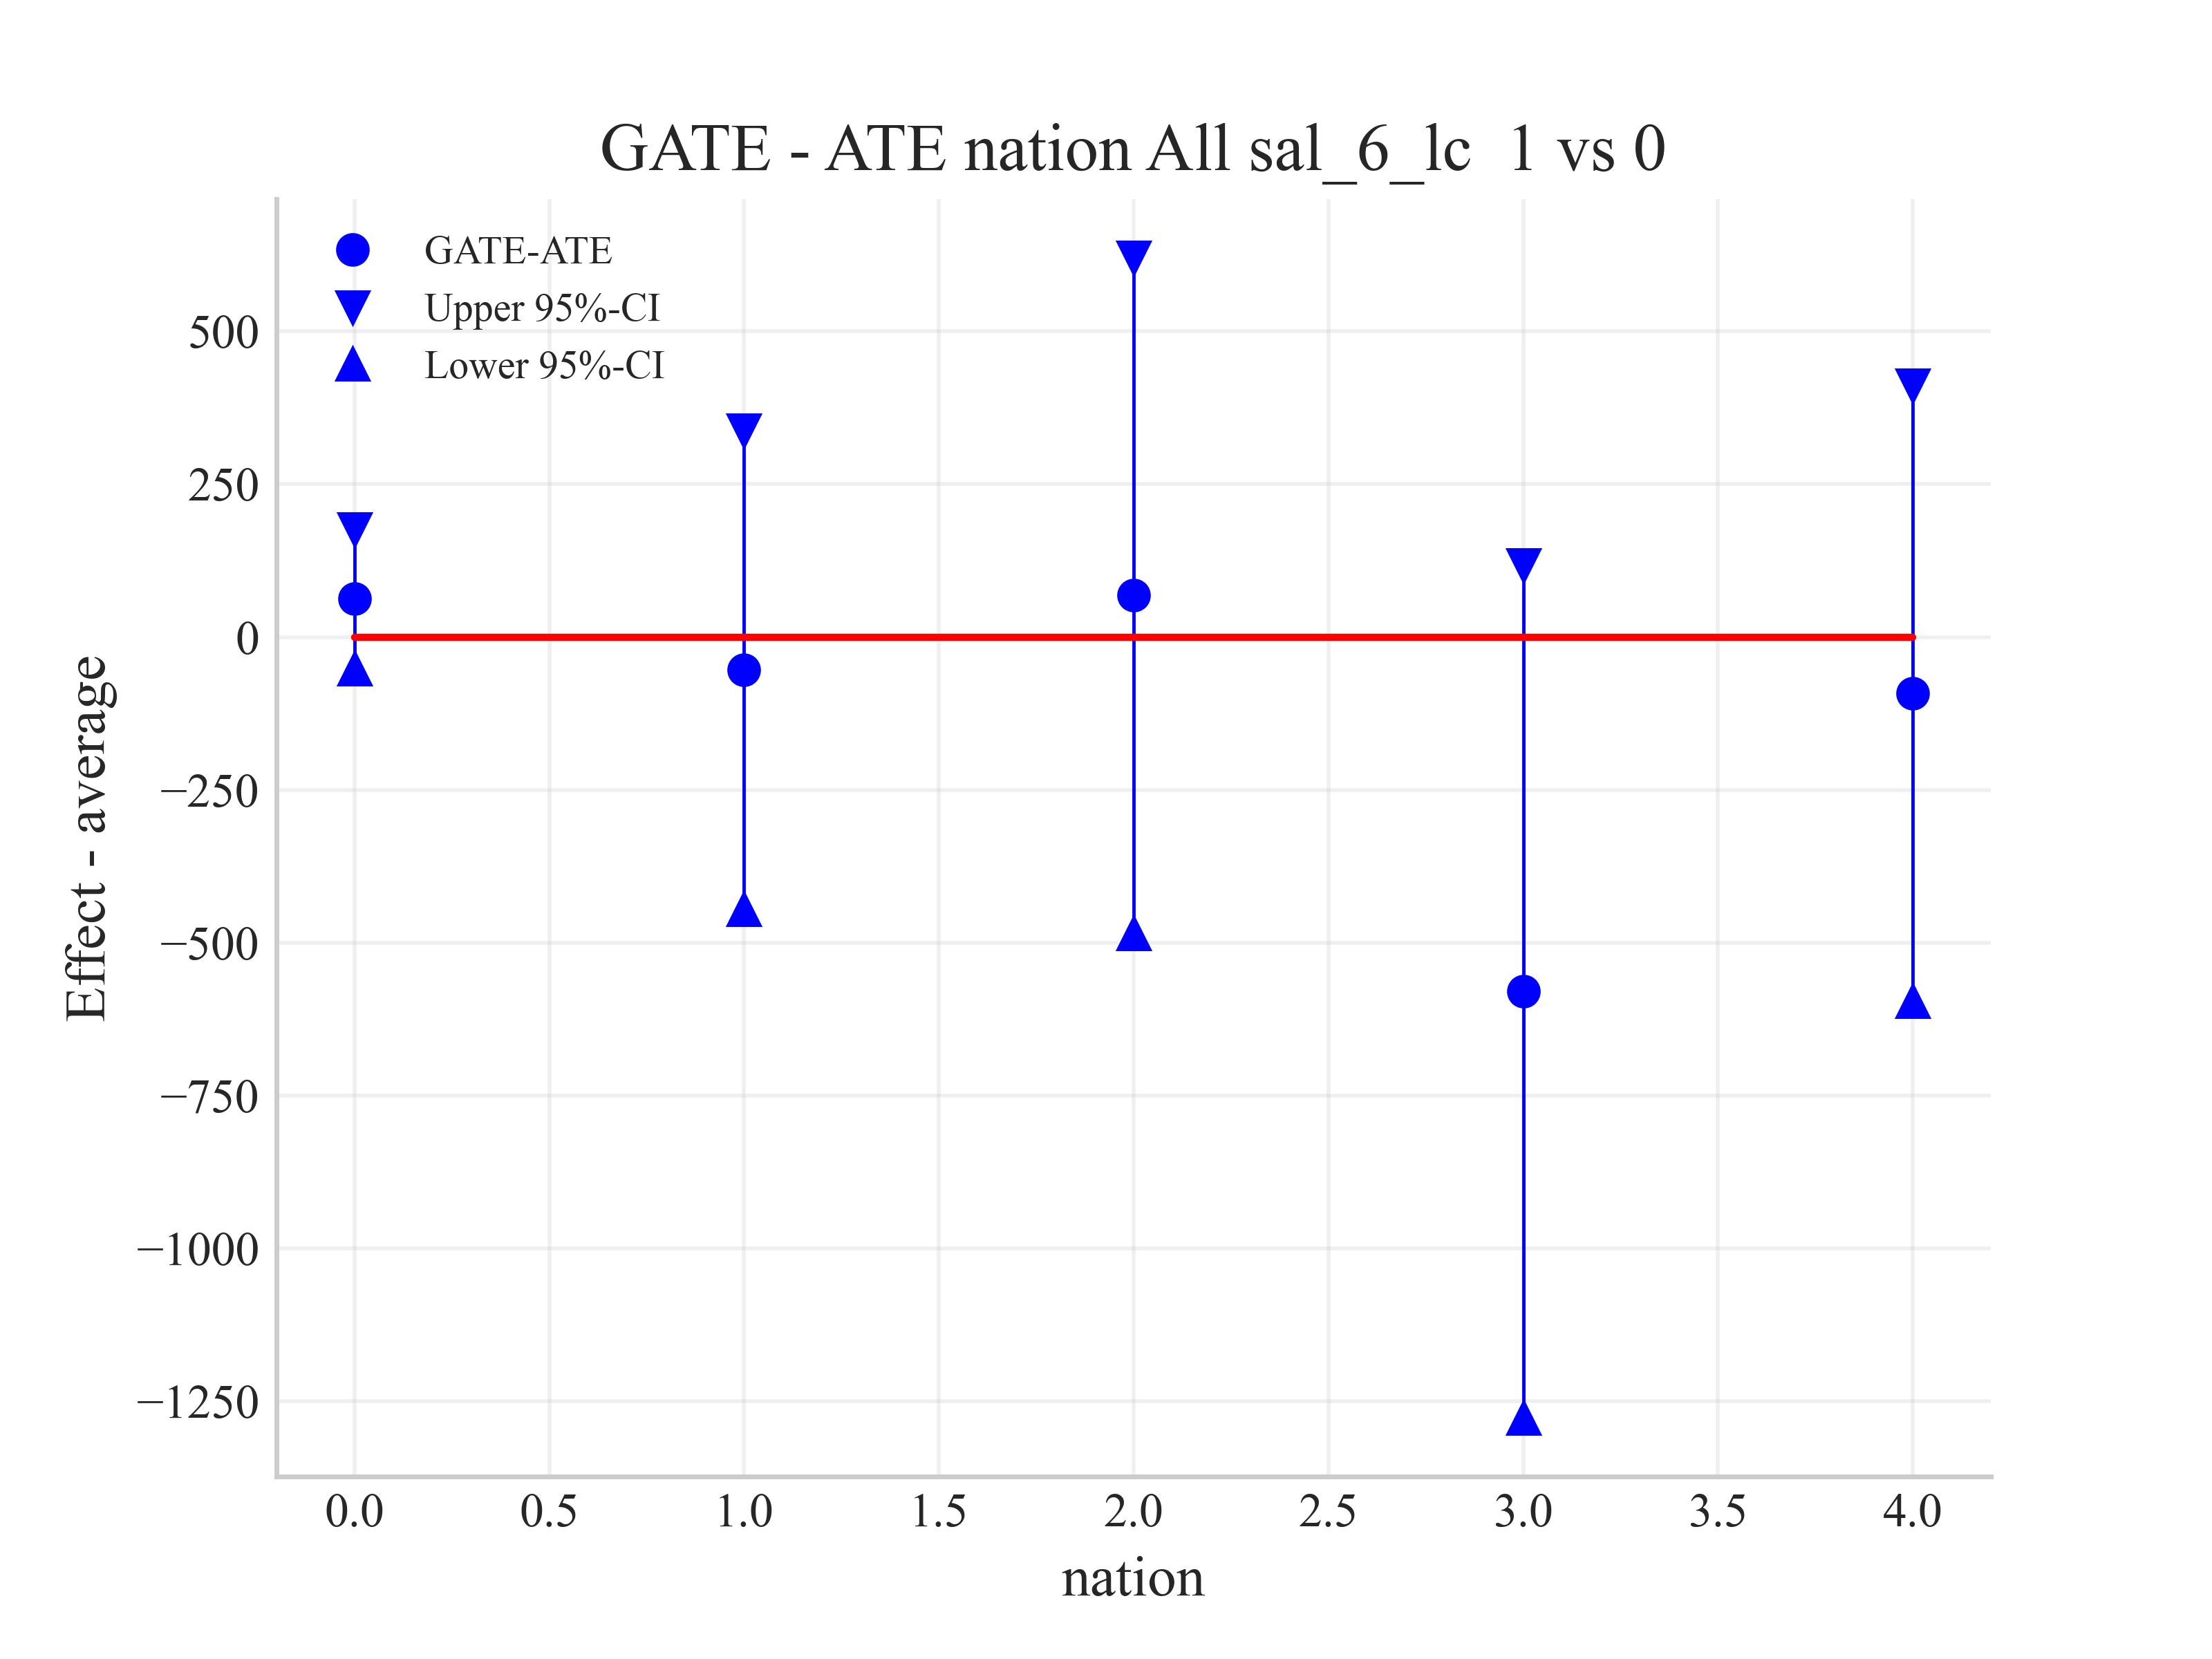 GATE - ATE nation All sal_6_lc  1 vs 0
GATE-ATE
Upper 95%-CI
Lower 95%-CI
500
250
0
−250
−500
−750
−1000
−1250
Effect - average
0.0 0.5 1.0 1.5 2.0 2.5 3.0 3.5 4.0
nation